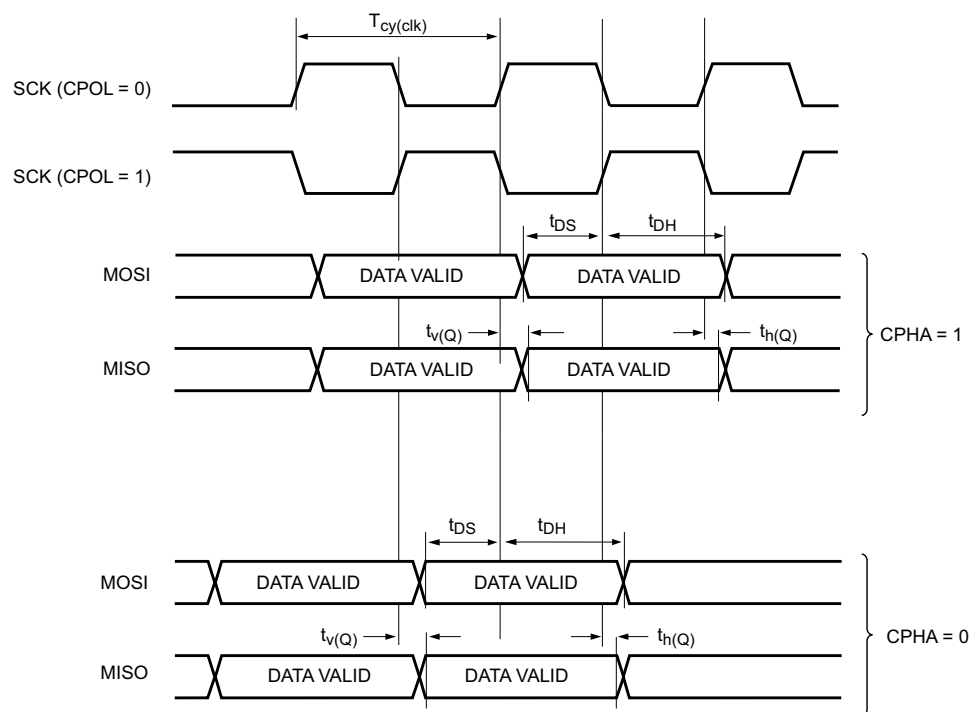 Tcy(clk)
SCK (CPOL = 0)
SCK (CPOL = 1)
tDS tDH
MOSI DATA VALID DATA VALID
tv(Q) th(Q)
CPHA = 1
MISO DATA VALID DATA VALID
tDS tDH
MOSI DATA VALID DATA VALID
tv(Q) th(Q)
CPHA = 0
MISO DATA VALID DATA VALID